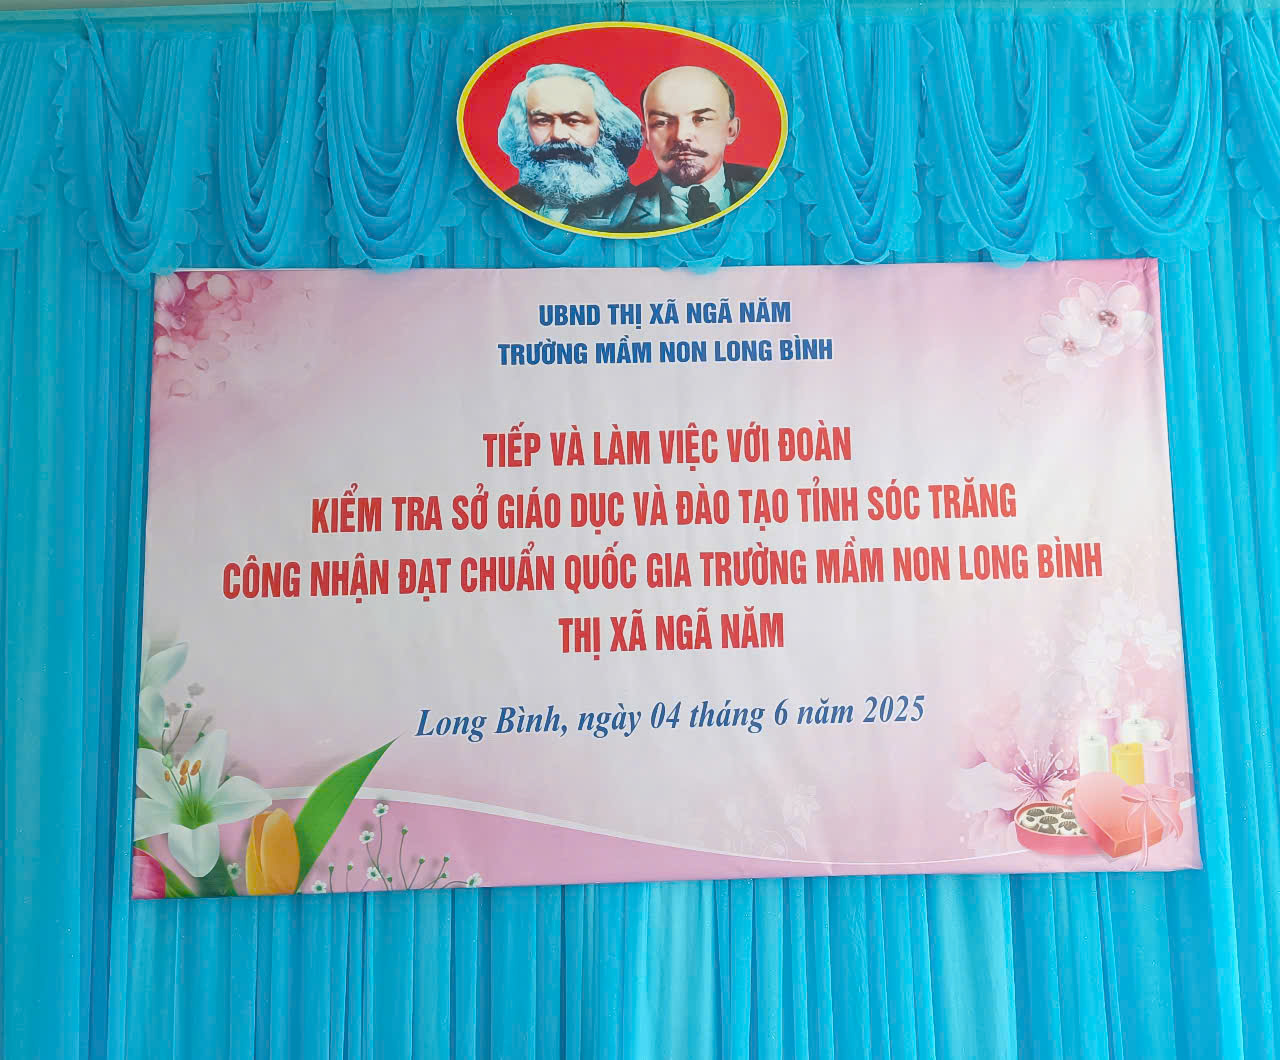 UBND THỊ XÃ NGÃ NĂM
TRƯỜNG MẦM NON LONG BÌNH
TIẾP VÀ LÀM VIỆC VỚI ĐOÀN
KIỂM TRA SỞ GIÁO DỤC VÀ ĐÀO TẠO TỈNH SÓC TRĂNG
CÔNG NHẬN ĐẠT CHUẨN QUỐC GIA TRƯỜNG MẦM NON LONG BÌNH
THỊ XÃ NGÃ NĂM
Long Bình, ngày 04 tháng 6 năm 2025